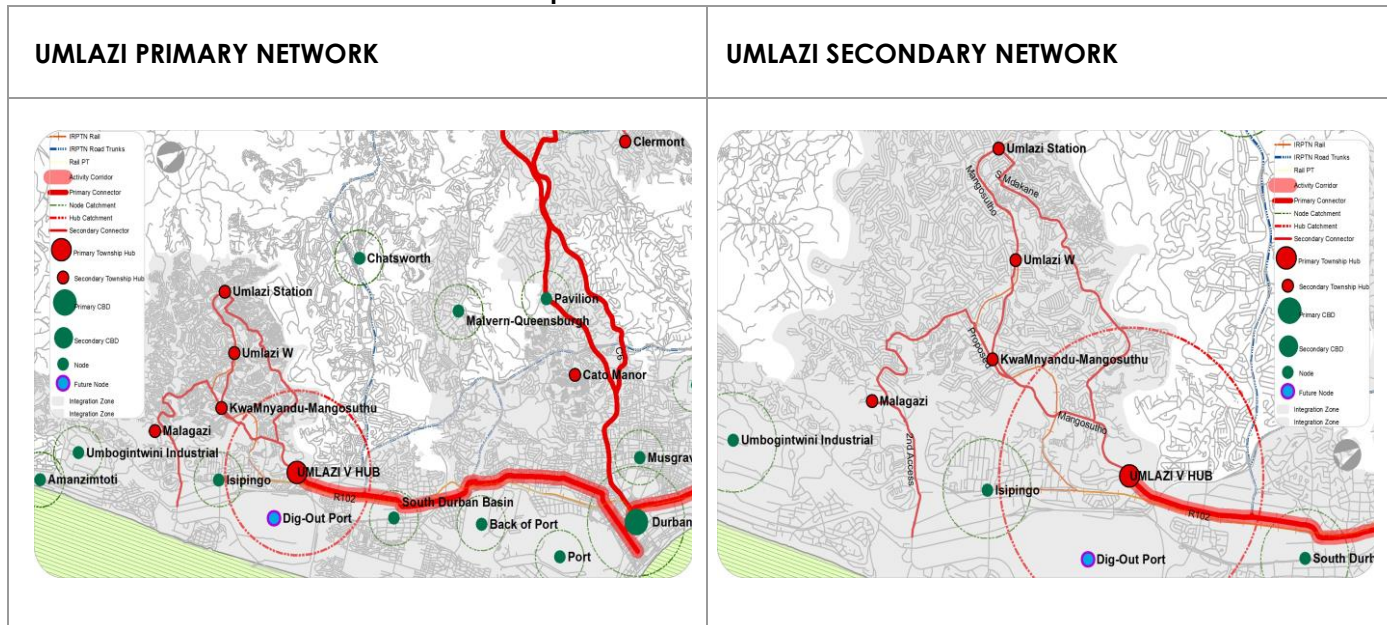 UMLAZI PRIMARY NETWORK
UMLAZI SECONDARY NETWORK
IRPTN Rail
IRPTN Road Trunks
Rail PT
Activity Corridor
Primary Connector
Node Catchment
Hub Catchment
Secondary Connector
Primary Township Hub
Secondary Township Hub
Primary CBD
Secondary CBD
Node
Future Node
Integration Zone
Integration Zone
Clermont
Chatsworth
Umlazi Station
Pavilion
Malvern-Queensburgh
C6
Umlazi W
Cato Manor
KwaMnyandu-Mangosuthu
Malagazi
Umbogintwini Industrial
Musgrav
Amanzimtoti
Isipingo
UMLAZI V HUB
R102
South Durban Basin
Dig-Out Port
Back of Port
Durban
Port
Umlazi Station
Mangosutho
S Mdakane
Umlazi W
Proposed
KwaMnyandu-Mangosuthu
Malagazi
Mangosutho
Umbogintwini Industrial
2nd Access
UMLAZI V HUB
Isipingo
R102
Dig-Out Port
South Durb
IRPTN Rail
IRPTN Road Trunks
Rail PT
Activity Corridor
Primary Connector
Node Catchment
Hub Catchment
Secondary Connector
Primary Township Hub
Secondary Township Hub
Primary CBD
Secondary CBD
Node
Future Node
Integration Zone
Integration Zone